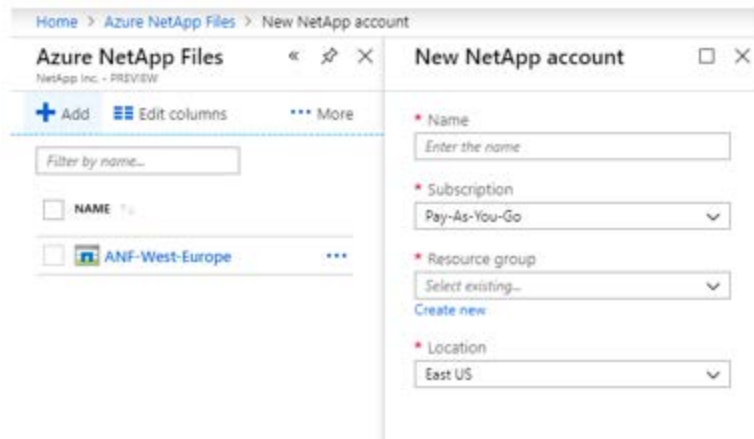 Home > Azure NetApp Files > New NetApp account
Azure NetApp Files
NetApp Inc. - PREVIEW
Add Edit columns ... More
Filter by name...
NAME
ANF-West-Europe ...
New NetApp account
* Name
Enter the name
* Subscription
Pay-As-You-Go
* Resource group
Select existing...
Create new
* Location
East US